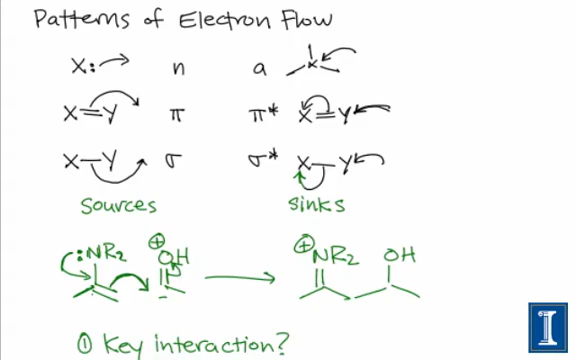 Patterns of Electron Flow
X: n a
X=Y π π* X=Y
X-Y σ σ* X-Y
Sources Sinks
:NR2 ⊕OH ⊕NR2 OH
① Key interaction?
I